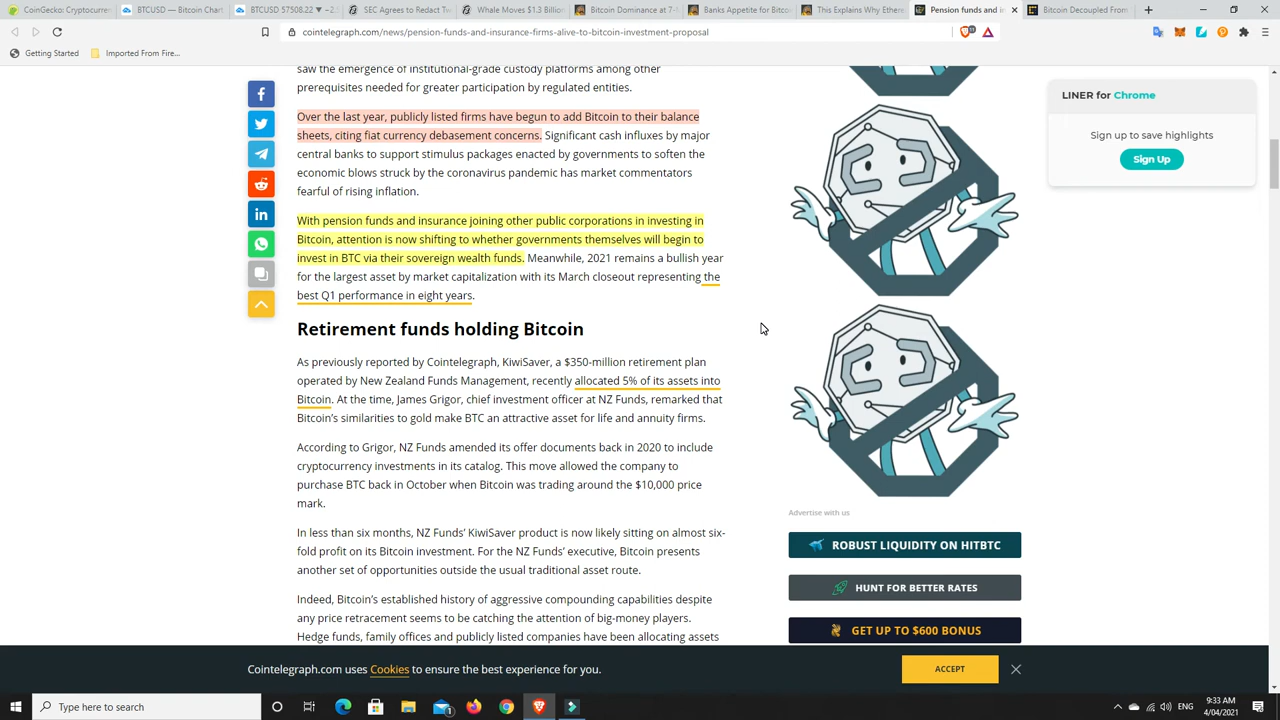 CoinGecko: Cryptocurren
BTCUSD — Bitcoin Chart
BTCUSD 57508.22 ▼ −2.
SEC Agrees to Redact Tw
Whale Moves $1.3 Billion
Bitcoin Dominance at 7-M
Banks Appetite for Bitco
This Explains Why Ethere
Pension funds and in
Bitcoin Decoupled From
cointelegraph.com/news/pension-funds-and-insurance-firms-alive-to-bitcoin-investment-proposal
Getting Started
Imported From Fire...
saw the emergence of institutional-grade custody platforms among other
prerequisites needed for greater participation by regulated entities.
Over the last year, publicly listed firms have begun to add Bitcoin to their balance
sheets, citing fiat currency debasement concerns. Significant cash influxes by major
central banks to support stimulus packages enacted by governments to soften the
economic blows struck by the coronavirus pandemic has market commentators
fearful of rising inflation.
With pension funds and insurance joining other public corporations in investing in
Bitcoin, attention is now shifting to whether governments themselves will begin to
invest in BTC via their sovereign wealth funds. Meanwhile, 2021 remains a bullish year
for the largest asset by market capitalization with its March closeout representing the
best Q1 performance in eight years.
Retirement funds holding Bitcoin
As previously reported by Cointelegraph, KiwiSaver, a $350-million retirement plan
operated by New Zealand Funds Management, recently allocated 5% of its assets into
Bitcoin. At the time, James Grigor, chief investment officer at NZ Funds, remarked that
Bitcoin's similarities to gold make BTC an attractive asset for life and annuity firms.
According to Grigor, NZ Funds amended its offer documents back in 2020 to include
cryptocurrency investments in its catalog. This move allowed the company to
purchase BTC back in October when Bitcoin was trading around the $10,000 price
mark.
In less than six months, NZ Funds' KiwiSaver product is now likely sitting on almost six-
fold profit on its Bitcoin investment. For the NZ Funds' executive, Bitcoin presents
another set of opportunities outside the usual traditional asset route.
Indeed, Bitcoin's established history of aggressive compounding capabilities despite
any price retracement seems to be catching the attention of big-money players.
Hedge funds, family offices and publicly listed companies have been allocating assets
Advertise with us
ROBUST LIQUIDITY ON HITBTC
HUNT FOR BETTER RATES
GET UP TO $600 BONUS
LINER for Chrome
Sign up to save highlights
Sign Up
Cointelegraph.com uses Cookies to ensure the best experience for you.
ACCEPT
Type here to search
ENG
9:33 AM
4/04/2021